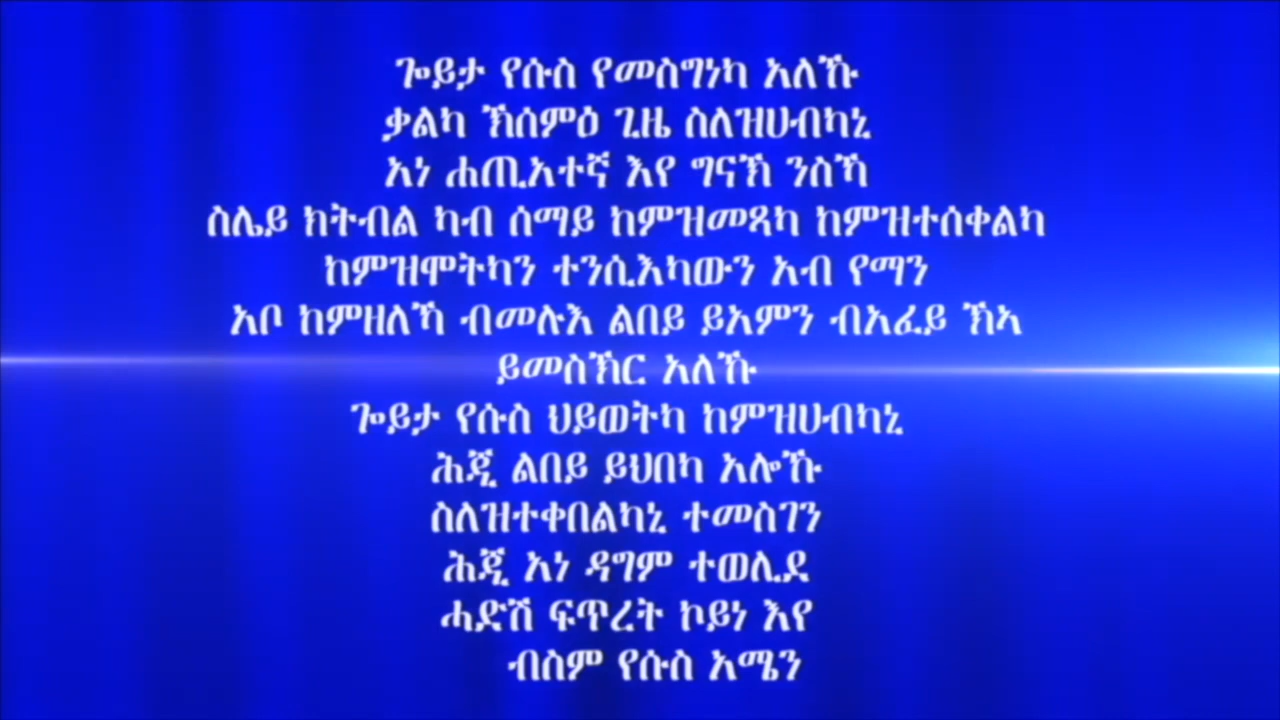 ጐይታ የሱስ የመስግነካ አለኹ
ቃልካ ኽሰምዕ ጊዜ ስለዝሀብካኒ
አነ ሐጢአተኛ እየ ግናኽ ንስኻ
ስሌይ ክትብል ካብ ሰማይ ከምዝመጻካ ከምዝተሰቀልካ
ከምዝሞትካን ተንሲእካውን አብ የማን
አቦ ከምዘለኻ ብመሉእ ልበይ ይአምን ብአፈይ ኽኣ
ይመስኽር አለኹ
ጐይታ የሱስ ህይወትካ ከምዝሀብካኒ
ሕጂ ልበይ ይህበካ አሎኹ
ስለዝተቀበልካኒ ተመስገን
ሕጂ አነ ዳግም ተወሊደ
ሓድሽ ፍጥረት ኮይነ እየ
ብስም የሱስ አሜን